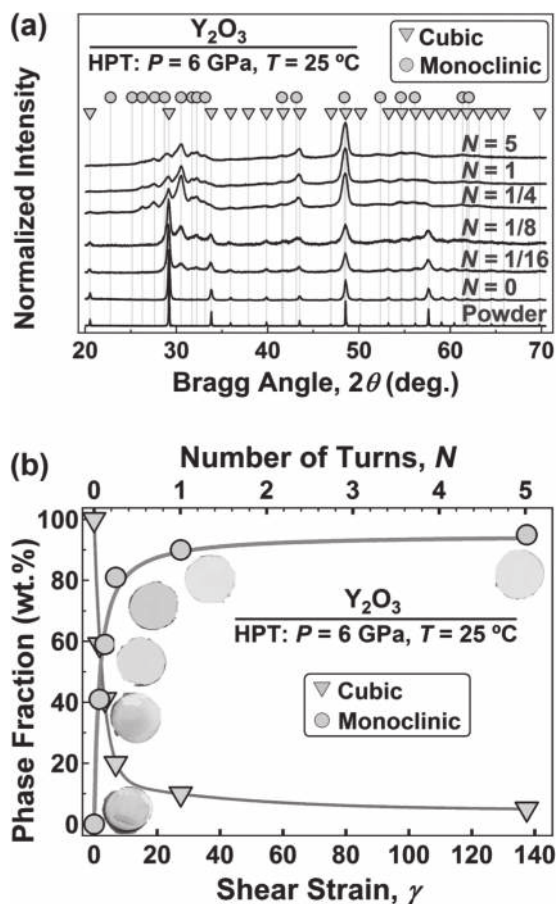 (a)
Y₂O₃
HPT: P = 6 GPa, T = 25 ºC
Cubic
Monoclinic
Normalized Intensity
N = 5
N = 1
N = 1/4
N = 1/8
N = 1/16
N = 0
Powder
20 30 40 50 60 70
Bragg Angle, 2θ (deg.)
(b)
Number of Turns, N
0 1 2 3 4 5
Phase Fraction (wt.%)
100
80
60
40
20
0
Y₂O₃
HPT: P = 6 GPa, T = 25 ºC
Cubic
Monoclinic
0 20 40 60 80 100 120 140
Shear Strain, γ